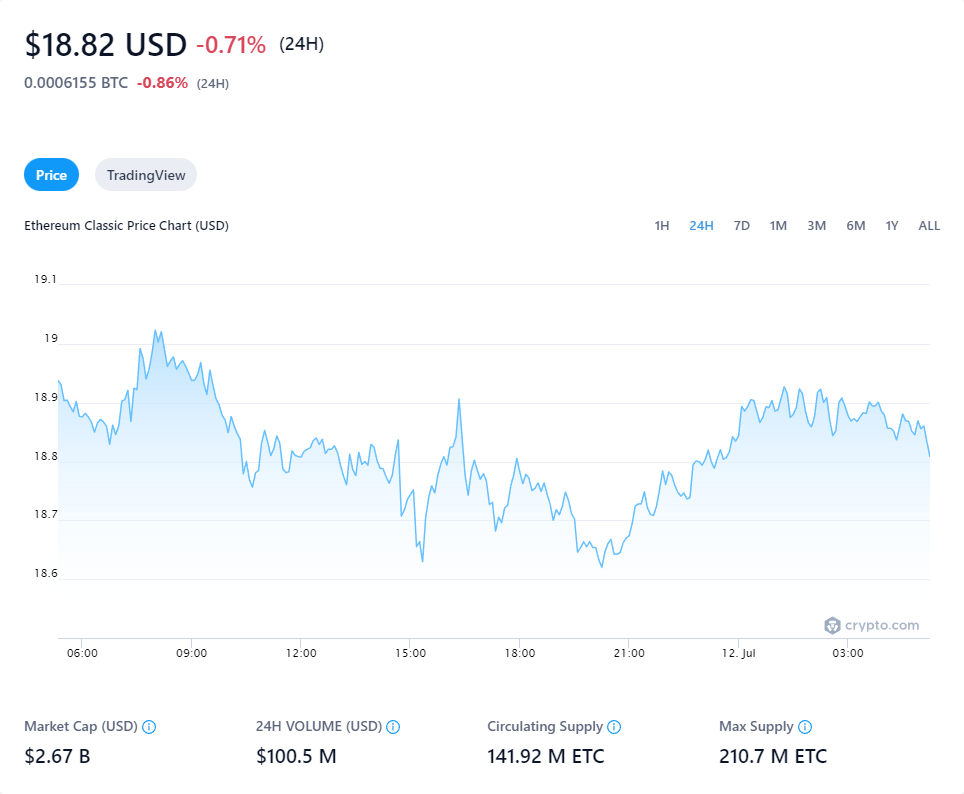 $18.82 USD -0.71% (24H)
0.0006155 BTC -0.86% (24H)
Price TradingView
Ethereum Classic Price Chart (USD) 1H 24H 7D 1M 3M 6M 1Y ALL
19.1
19
18.9
18.8
18.7
18.6
crypto.com
06:00 09:00 12:00 15:00 18:00 21:00 12. Jul 03:00
Market Cap (USD) 24H VOLUME (USD) Circulating Supply Max Supply
$2.67 B $100.5 M 141.92 M ETC 210.7 M ETC